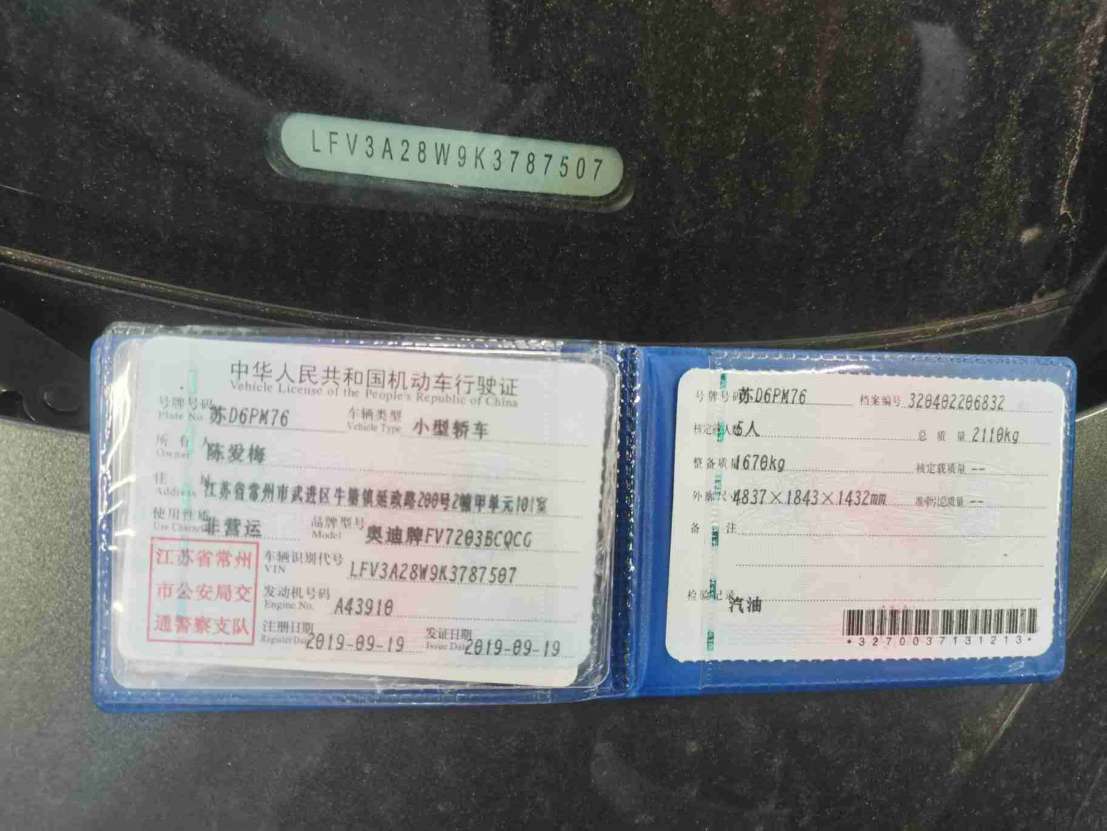 LFV3A28W9K3787507
中华人民共和国机动车行驶证
Vehicle License of the People's Republic of China
号牌号码 苏D6PM76 车辆类型 小型轿车
Plate No. Vehicle Type
所有人 陈爱梅
Owner
住址 江苏省常州市武进区牛塘镇延政路200号2幢甲单元101室
Address
使用性质 非营运 品牌型号 奥迪牌FV7203BCQCG
Use Character Model
江苏省常州
市公安局交
通警察支队
车辆识别代号 LFV3A28W9K3787507
VIN
发动机号码 A43910
Engine No.
注册日期 2019-09-19 发证日期 2019-09-19
Register Date Issue Date
号牌号码 苏D6PM76 档案编号 320402206832
核定载人数 5人 总质量 2110kg
整备质量 1670kg 核定载质量 --
外廓尺寸 4837×1843×1432mm 准牵引总质量 --
备注
检验记录 汽油
*3270037131213*